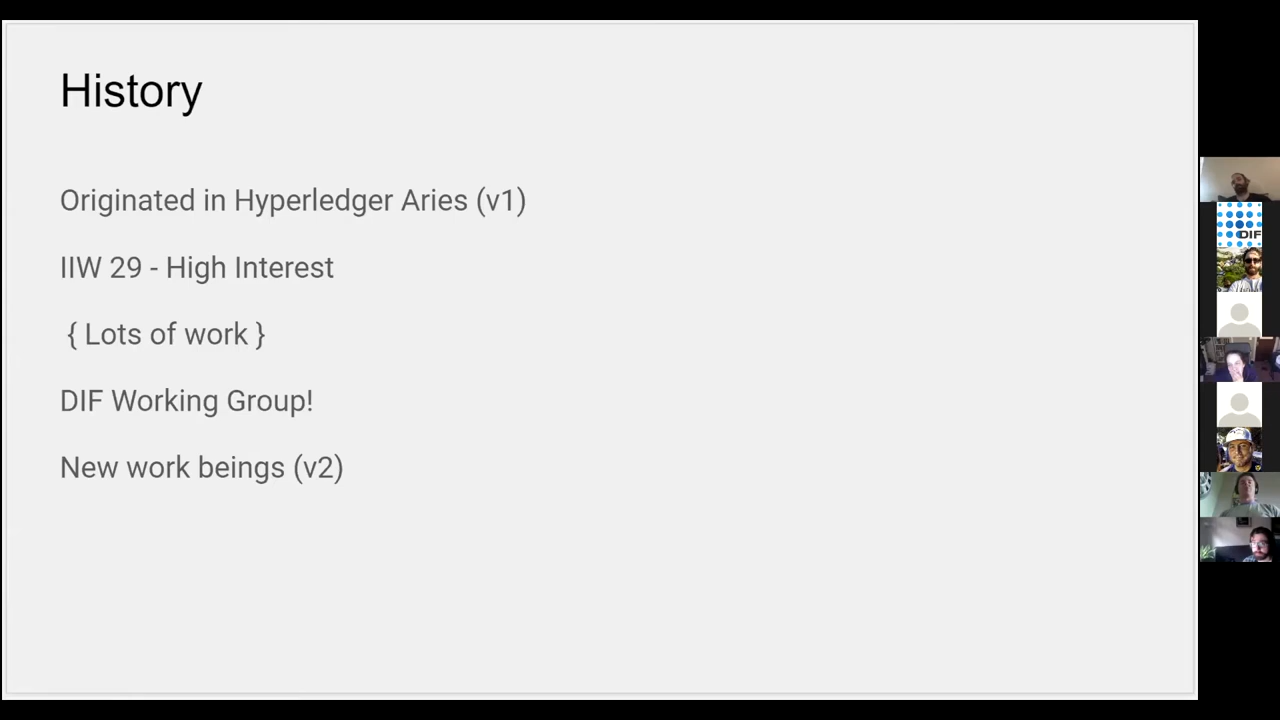 History
Originated in Hyperledger Aries (v1)
IIW 29 - High Interest
{ Lots of work }
DIF Working Group!
New work beings (v2)
DIF